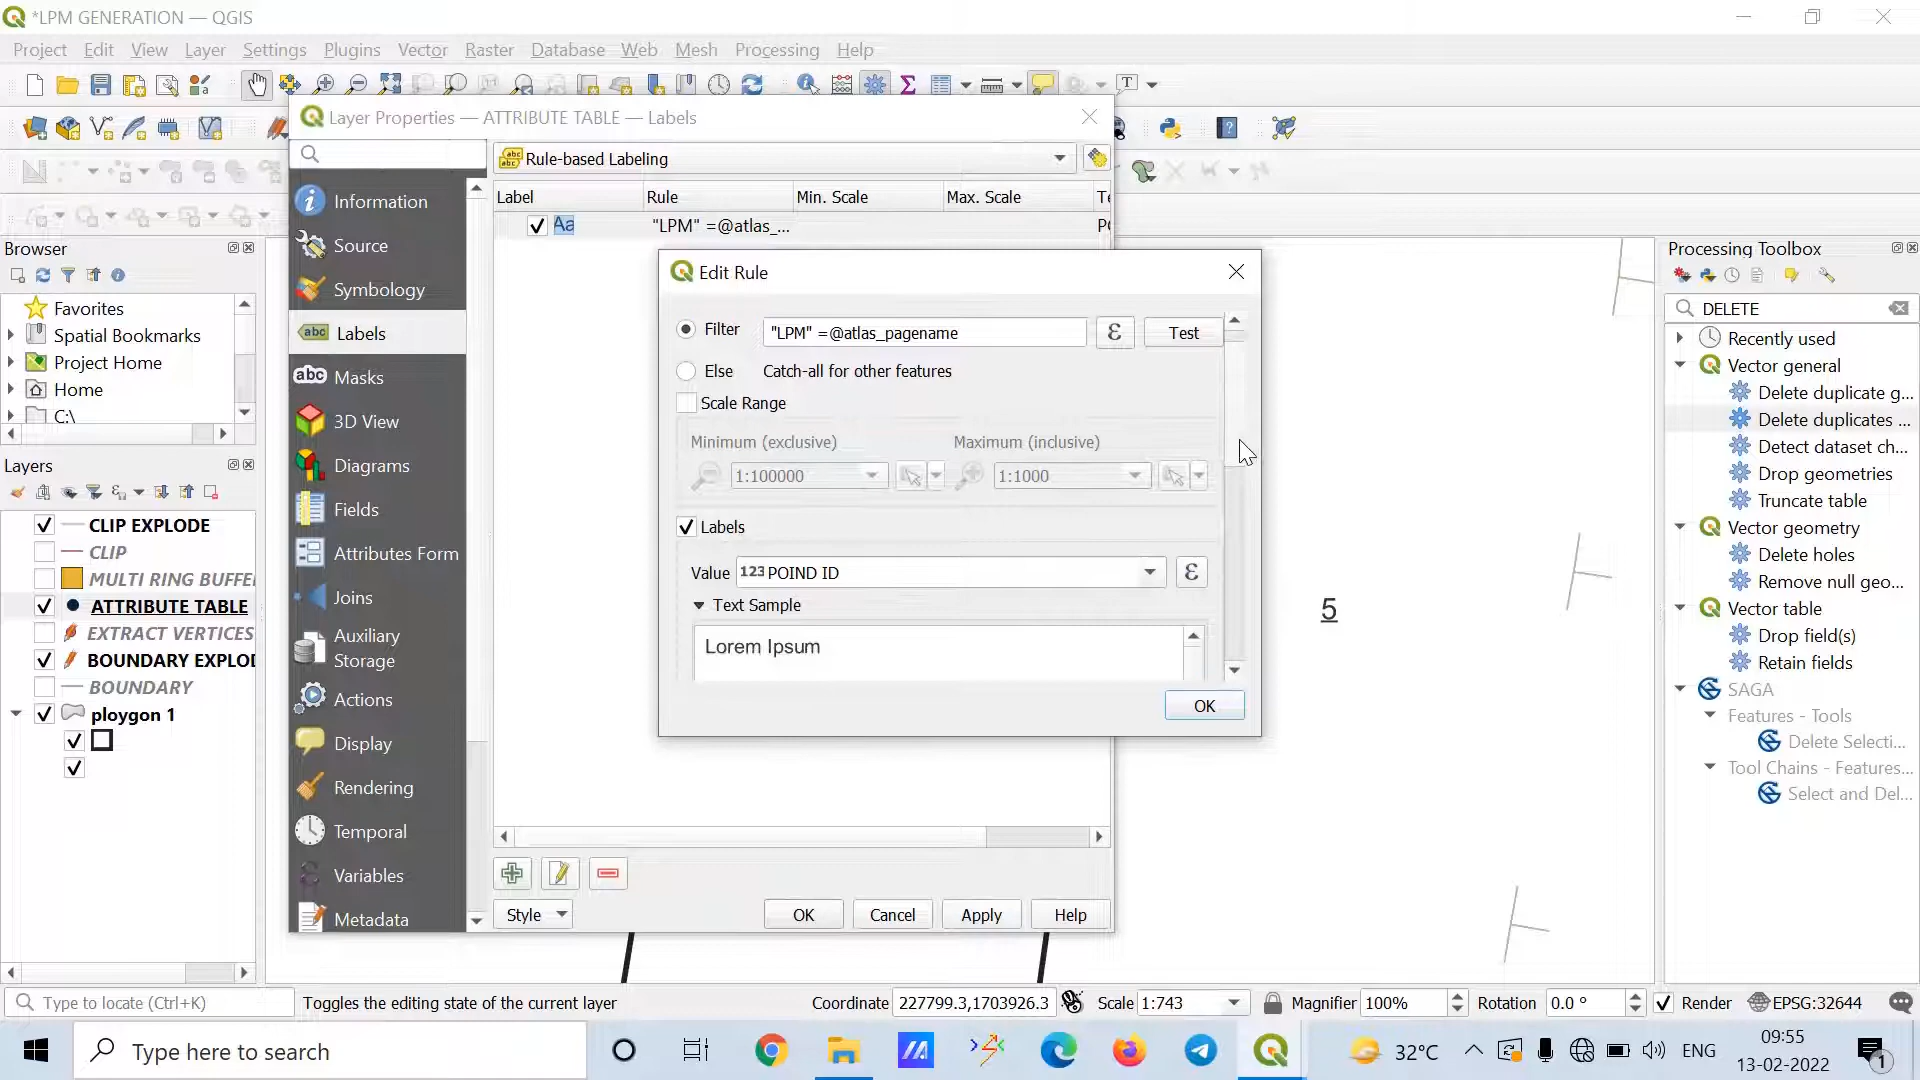 *LPM GENERATION — QGIS
Project Edit View Layer Settings Plugins Vector Raster Database Web Mesh Processing Help
Layer Properties — ATTRIBUTE TABLE — Labels
Rule-based Labeling
Label Rule Min. Scale Max. Scale Te
"LPM" =@atlas_... PO
Information
Source
Symbology
Labels
Masks
3D View
Diagrams
Fields
Attributes Form
Joins
Auxiliary
Storage
Actions
Display
Rendering
Temporal
Variables
Metadata
Style OK Cancel Apply Help
Edit Rule
Filter "LPM" =@atlas_pagename Test
Else Catch-all for other features
Scale Range
Minimum (exclusive) Maximum (inclusive)
1:100000 1:1000
Labels
Value 123 POIND ID
Text Sample
Lorem Ipsum
OK
Browser
Favorites
Spatial Bookmarks
Project Home
Home
C:\
Layers
CLIP EXPLODE
CLIP
MULTI RING BUFFE
ATTRIBUTE TABLE
EXTRACT VERTICES
BOUNDARY EXPLOD
BOUNDARY
ploygon 1
5
Processing Toolbox
DELETE
Recently used
Vector general
Delete duplicate g...
Delete duplicates ...
Detect dataset ch...
Drop geometries
Truncate table
Vector geometry
Delete holes
Remove null geo...
Vector table
Drop field(s)
Retain fields
SAGA
Features - Tools
Delete Selecti...
Tool Chains - Features...
Select and Del...
Type to locate (Ctrl+K) Toggles the editing state of the current layer Coordinate 227799.3,1703926.3 Scale 1:743 Magnifier 100% Rotation 0.0 ° Render EPSG:32644
Type here to search 32°C ENG 09:55
13-02-2022 1